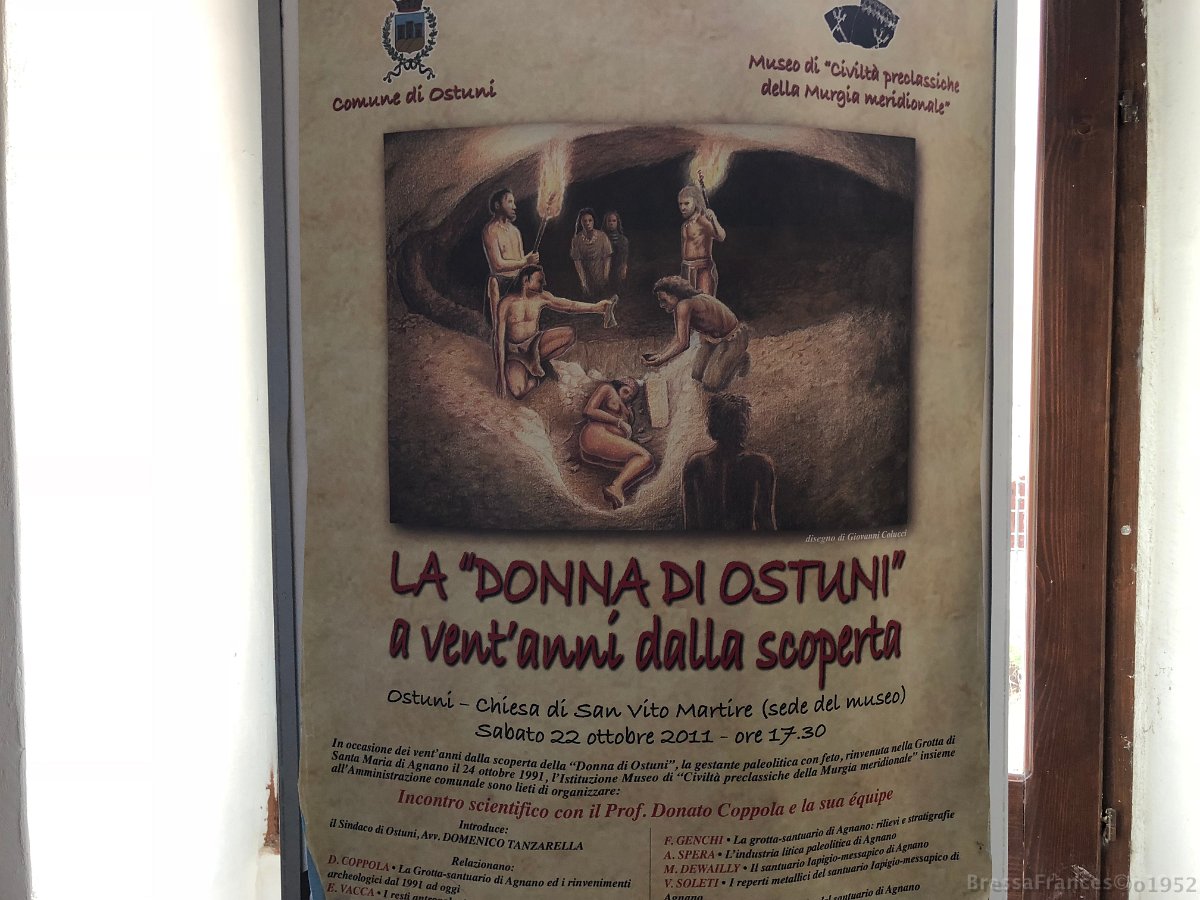 Comune di Ostuni
Museo di "Civiltà preclassiche
della Murgia meridionale"
disegno di Giovanni Colucci
LA "DONNA DI OSTUNI"
a vent'anni dalla scoperta
Ostuni – Chiesa di San Vito Martire (sede del museo)
Sabato 22 ottobre 2011 - ore 17.30
In occasione dei vent'anni dalla scoperta della "Donna di Ostuni", la gestante paleolitica con feto, rinvenuta nella Grotta di
Santa Maria di Agnano il 24 ottobre 1991, l'Istituzione Museo di "Civiltà preclassiche della Murgia meridionale" insieme
all'Amministrazione comunale sono lieti di organizzare:
Incontro scientifico con il Prof. Donato Coppola e la sua équipe
Introduce:
il Sindaco di Ostuni, Avv. DOMENICO TANZARELLA
Relazionano:
D. COPPOLA • La Grotta-santuario di Agnano ed i rinvenimenti
archeologici dal 1991 ad oggi
E. VACCA • I resti
F. GENCHI • La grotta-santuario di Agnano: rilievi e stratigrafie
A. SPERA • L'industria litica paleolitica di Agnano
M. DEWAILLY • Il santuario Iapigio-messapico di Agnano
V. SOLETI • I reperti metallici del santuario Iapigio-messapico di
Agnano
del santuario di Agnano
BressaFrances©o1952